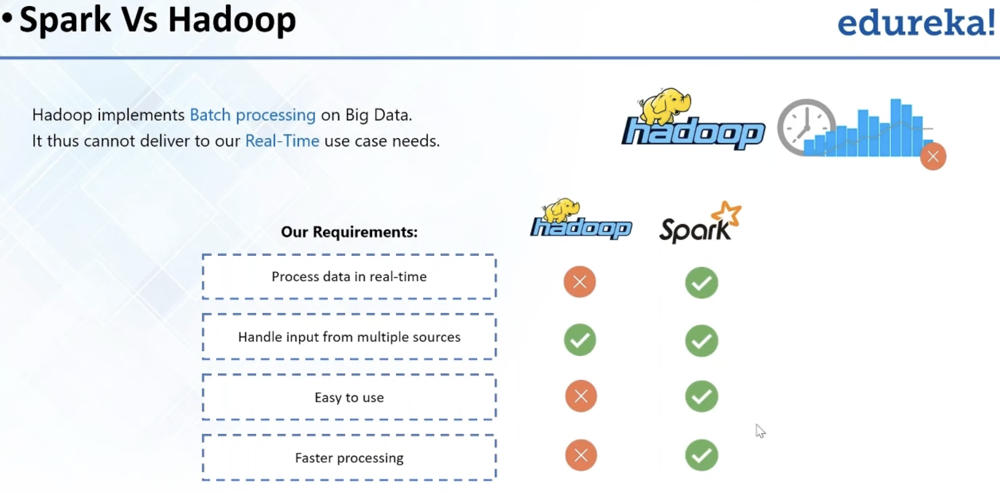 • Spark Vs Hadoop
edureka!
Hadoop implements Batch processing on Big Data.
It thus cannot deliver to our Real-Time use case needs.
hadoop
Our Requirements:
hadoop
Spark
Process data in real-time
Handle input from multiple sources
Easy to use
Faster processing